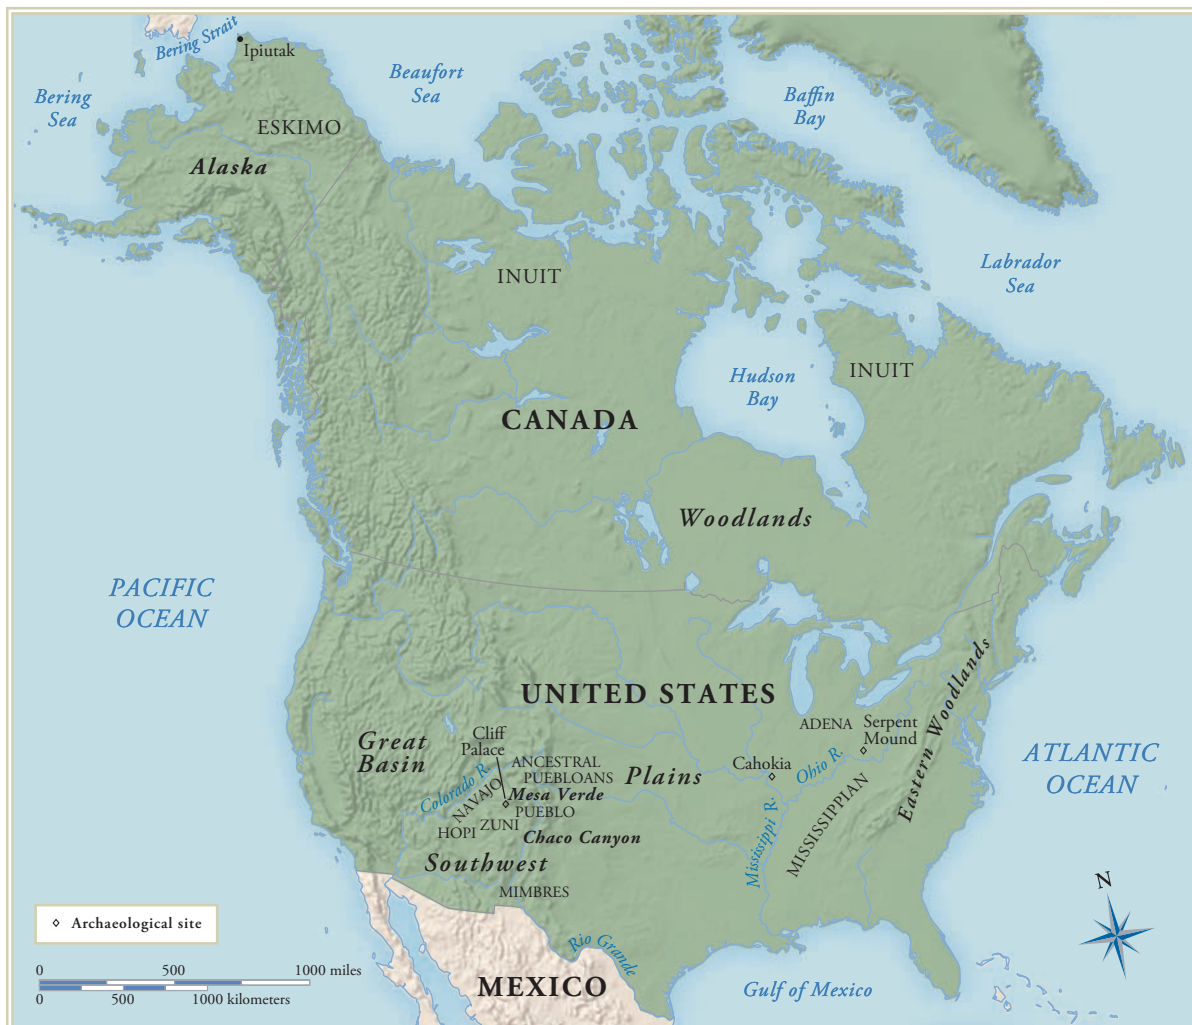 Bering Strait
Ipiutak
Beaufort
Sea
Bering
Sea
Baffin
Bay
ESKIMO
Alaska
Labrador
Sea
INUIT
INUIT
Hudson
Bay
CANADA
Woodlands
PACIFIC
OCEAN
UNITED STATES
Eastern Woodlands
ADENA
Serpent
Mound
Great
Basin
Cliff
Palace
ANCESTRAL
PUEBLOANS
Plains
Cahokia
Ohio R.
ATLANTIC
OCEAN
Colorado R.
NAVAJO
Mesa Verde
PUEBLO
ZUNI
HOPI
Chaco Canyon
Mississippi R.
MISSISSIPPIAN
Southwest
MIMBRES
N
Archaeological site
Rio Grande
0 500 1000 miles
0 500 1000 kilometers
MEXICO
Gulf of Mexico